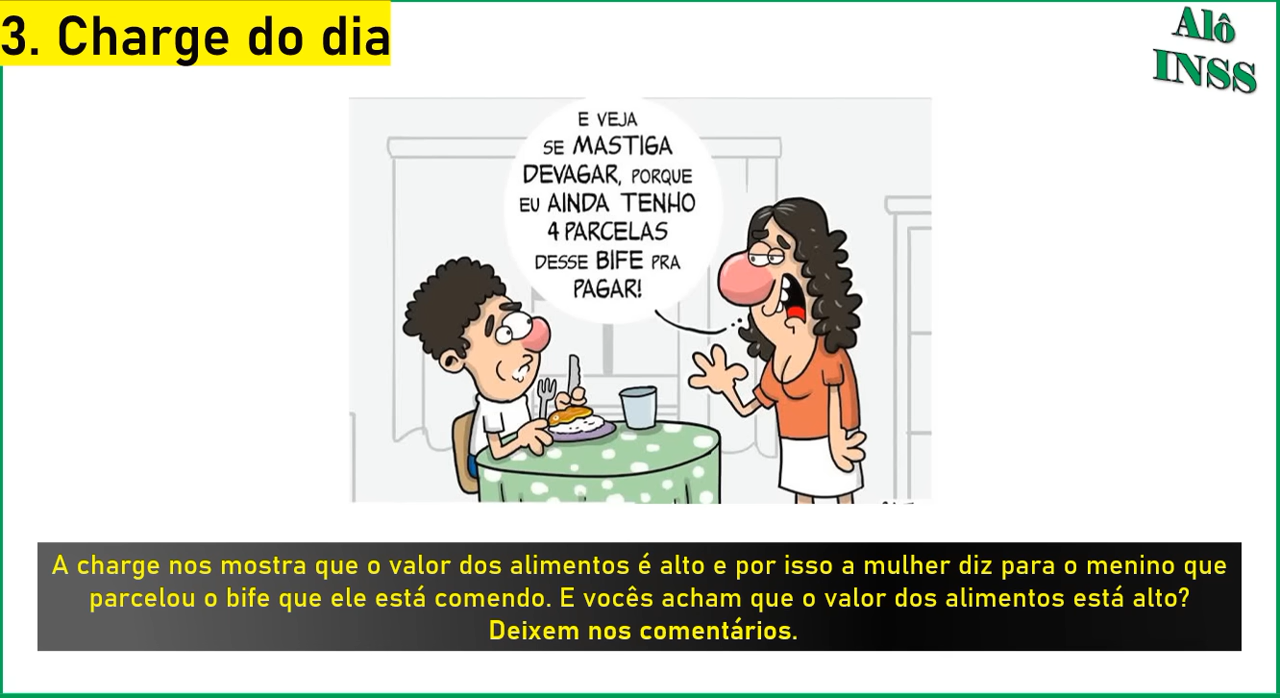 3. Charge do dia
Alô
INSS
E VEJA
SE MASTIGA
DEVAGAR, PORQUE
EU AINDA TENHO
4 PARCELAS
DESSE BIFE PRA
PAGAR!
A charge nos mostra que o valor dos alimentos é alto e por isso a mulher diz para o menino que
parcelou o bife que ele está comendo. E vocês acham que o valor dos alimentos está alto?
Deixem nos comentários.